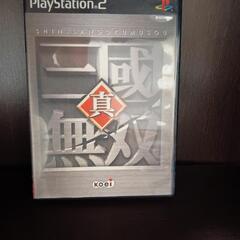 PlayStation 2
SHIN SANGOKUMUSOU
三國
真
無双
KOEI